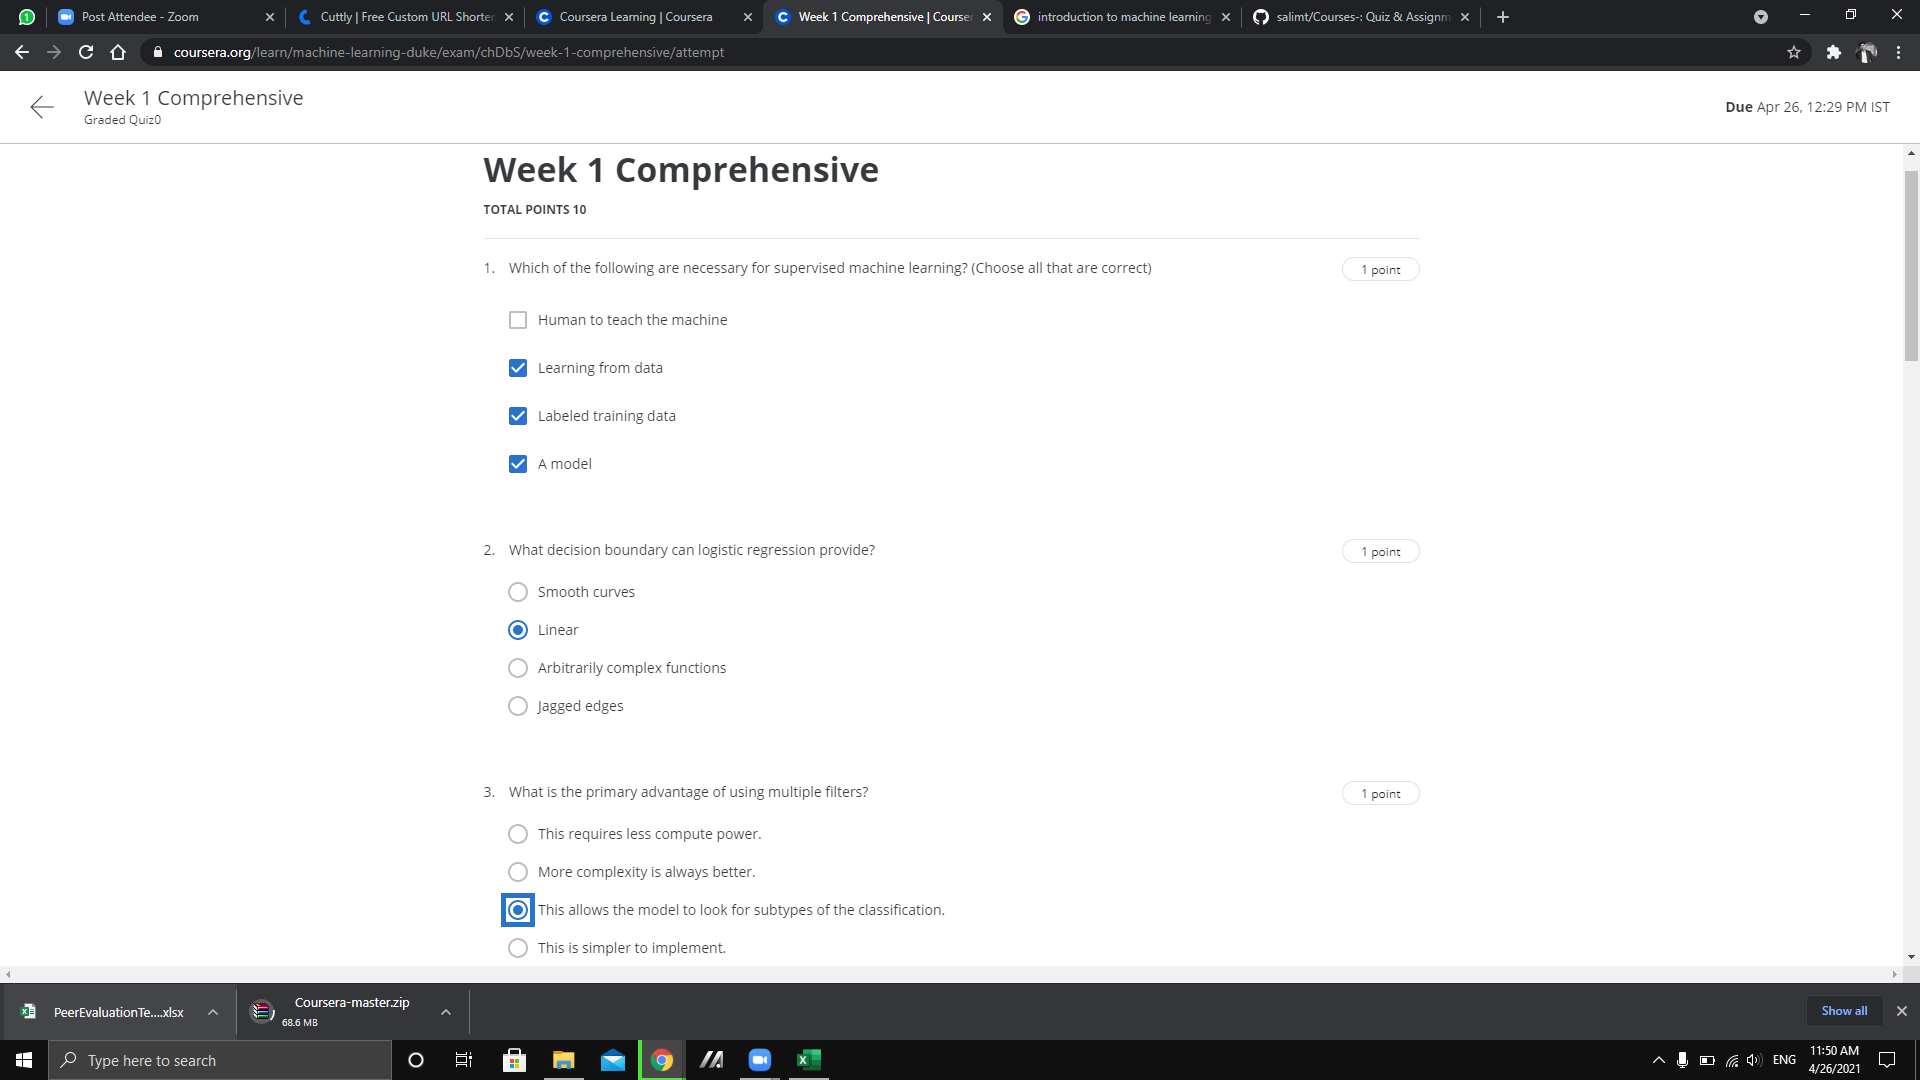 Post Attendee - Zoom
Cuttly | Free Custom URL Shorten
Coursera Learning | Coursera
Week 1 Comprehensive | Courser
introduction to machine learning
salimt/Courses-: Quiz & Assignm
coursera.org/learn/machine-learning-duke/exam/chDbS/week-1-comprehensive/attempt
Week 1 Comprehensive
Graded Quiz0
Due Apr 26, 12:29 PM IST
Week 1 Comprehensive
TOTAL POINTS 10
1. Which of the following are necessary for supervised machine learning? (Choose all that are correct)
1 point
Human to teach the machine
Learning from data
Labeled training data
A model
2. What decision boundary can logistic regression provide?
1 point
Smooth curves
Linear
Arbitrarily complex functions
Jagged edges
3. What is the primary advantage of using multiple filters?
1 point
This requires less compute power.
More complexity is always better.
This allows the model to look for subtypes of the classification.
This is simpler to implement.
PeerEvaluationTe....xlsx
Coursera-master.zip
68.6 MB
Show all
Type here to search
ENG
11:50 AM
4/26/2021